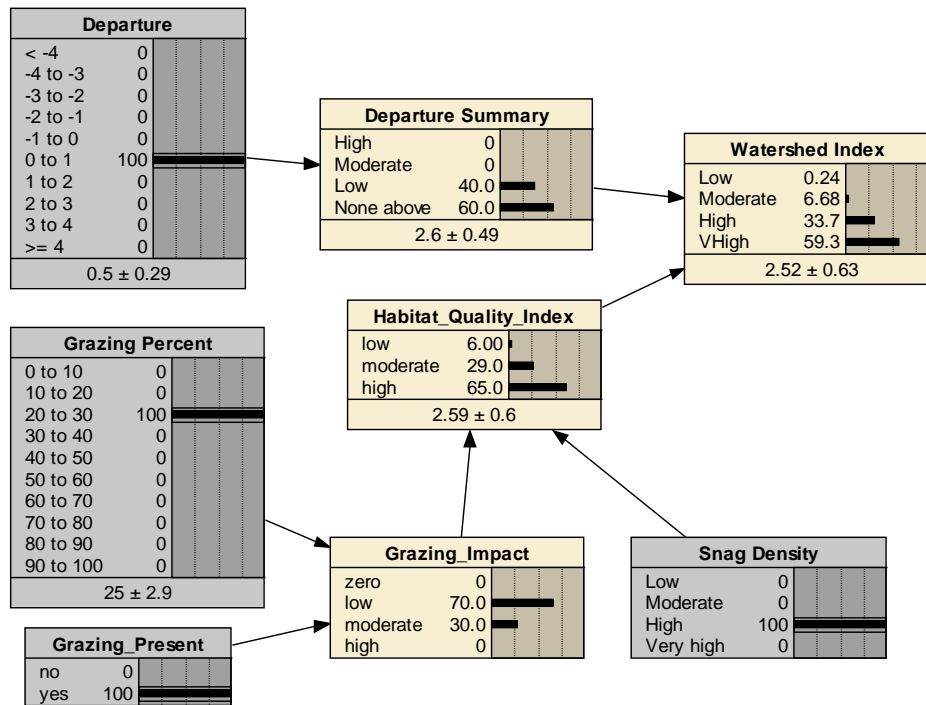 Departure
< -4 0
-4 to -3 0
-3 to -2 0
-2 to -1 0
-1 to 0 0
0 to 1 100
1 to 2 0
2 to 3 0
3 to 4 0
>= 4 0
0.5 ± 0.29
Departure Summary
High 0
Moderate 0
Low 40.0
None above 60.0
2.6 ± 0.49
Watershed Index
Low 0.24
Moderate 6.68
High 33.7
VHigh 59.3
2.52 ± 0.63
Habitat_Quality_Index
low 6.00
moderate 29.0
high 65.0
2.59 ± 0.6
Grazing Percent
0 to 10 0
10 to 20 0
20 to 30 100
30 to 40 0
40 to 50 0
50 to 60 0
60 to 70 0
70 to 80 0
80 to 90 0
90 to 100 0
25 ± 2.9
Grazing_Impact
zero 0
low 70.0
moderate 30.0
high 0
Snag Density
Low 0
Moderate 0
High 100
Very high 0
Grazing_Present
no 0
yes 100